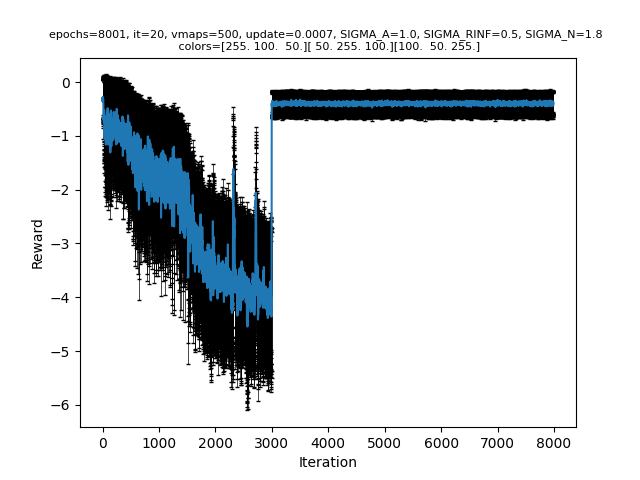 epochs=8001, it=20, vmaps=500, update=0.0007, SIGMA_A=1.0, SIGMA_RINF=0.5, SIGMA_N=1.8
colors=[255. 100.  50.][ 50. 255. 100.][100.  50. 255.]
0
−1
−2
−3
−4
−5
−6
Reward
0 1000 2000 3000 4000 5000 6000 7000 8000
Iteration